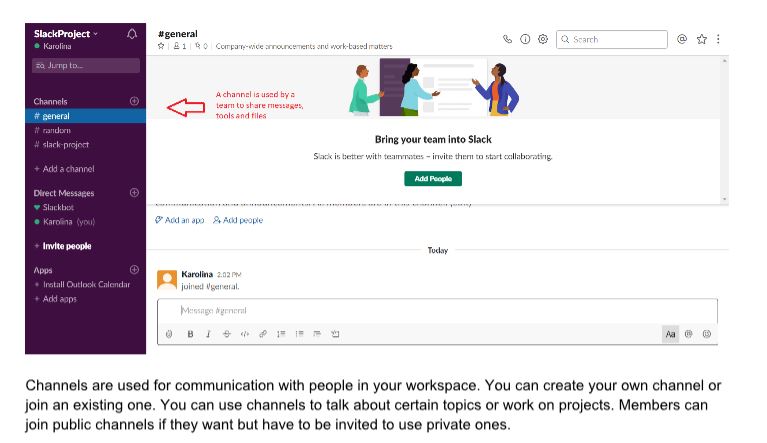 SlackProject
Karolina
Jump to...
Channels
# general
# random
# slack-project
+ Add a channel
Direct Messages
Slackbot
Karolina (you)
+ Invite people
Apps
+ Install Outlook Calendar
+ Add apps
#general
1 | 0 | Company-wide announcements and work-based matters
Search
A channel is used by a
team to share messages,
tools and files
Bring your team into Slack
Slack is better with teammates – invite them to start collaborating.
Add People
Add an app Add people
Today
Karolina 2:02 PM
joined #general.
Message #general
Aa
Channels are used for communication with people in your workspace. You can create your own channel or
join an existing one. You can use channels to talk about certain topics or work on projects. Members can
join public channels if they want but have to be invited to use private ones.